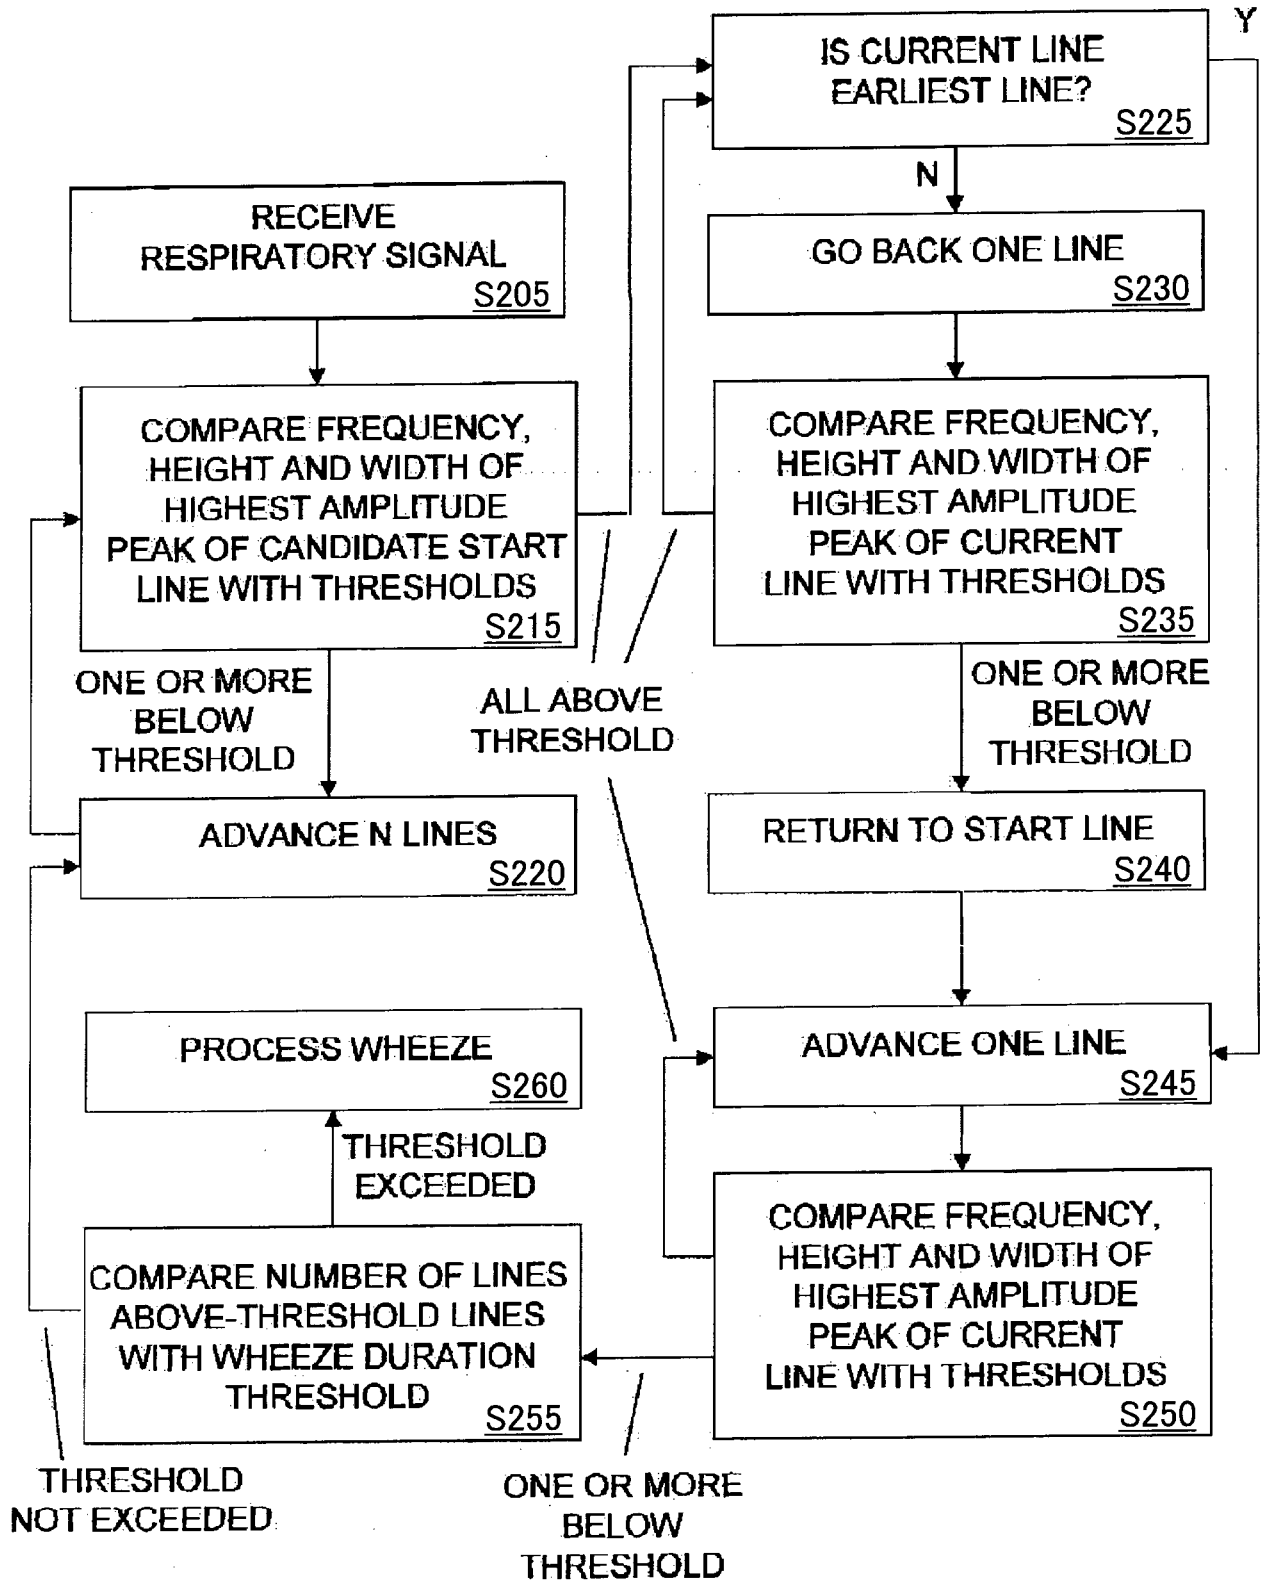 Y
IS CURRENT LINE
EARLIEST LINE?
S225
N
RECEIVE
RESPIRATORY SIGNAL
S205
GO BACK ONE LINE
S230
COMPARE FREQUENCY,
HEIGHT AND WIDTH OF
HIGHEST AMPLITUDE
PEAK OF CANDIDATE START
LINE WITH THRESHOLDS
S215
COMPARE FREQUENCY,
HEIGHT AND WIDTH OF
HIGHEST AMPLITUDE
PEAK OF CURRENT
LINE WITH THRESHOLDS
S235
ONE OR MORE
BELOW
THRESHOLD
ALL ABOVE
THRESHOLD
ONE OR MORE
BELOW
THRESHOLD
ADVANCE N LINES
S220
RETURN TO START LINE
S240
PROCESS WHEEZE
S260
ADVANCE ONE LINE
S245
THRESHOLD
EXCEEDED
COMPARE NUMBER OF LINES
ABOVE-THRESHOLD LINES
WITH WHEEZE DURATION
THRESHOLD
S255
COMPARE FREQUENCY,
HEIGHT AND WIDTH OF
HIGHEST AMPLITUDE
PEAK OF CURRENT
LINE WITH THRESHOLDS
S250
THRESHOLD
NOT EXCEEDED
ONE OR MORE
BELOW
THRESHOLD